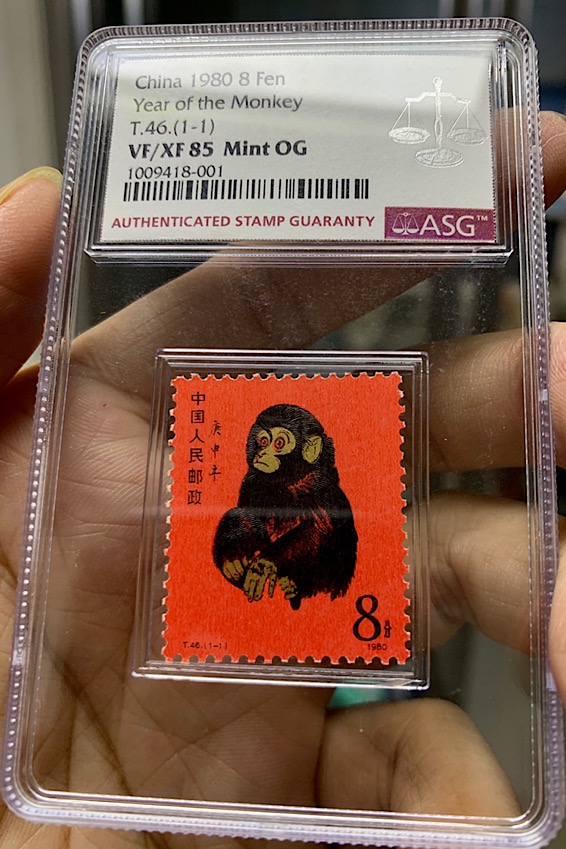 China 1980 8 Fen
Year of the Monkey
T.46.(1-1)
VF/XF 85 Mint OG
1009418-001
AUTHENTICATED STAMP GUARANTY
ASG™
中国人民邮政
庚申年
8分
T.46.(1-1)
1980